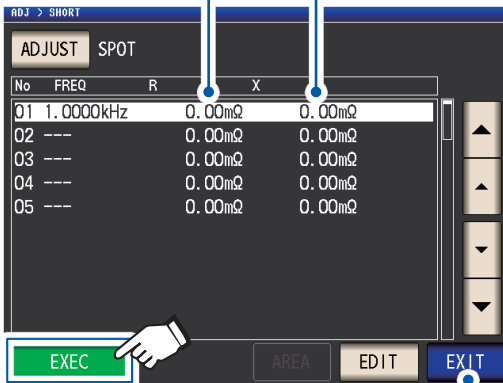 ADJ > SHORT
ADJUST SPOT
No FREQ R X
01 1.0000kHz 0.00mΩ 0.00mΩ
02 --- 0.00mΩ 0.00mΩ
03 --- 0.00mΩ 0.00mΩ
04 --- 0.00mΩ 0.00mΩ
05 --- 0.00mΩ 0.00mΩ
EXEC AREA EDIT EXIT